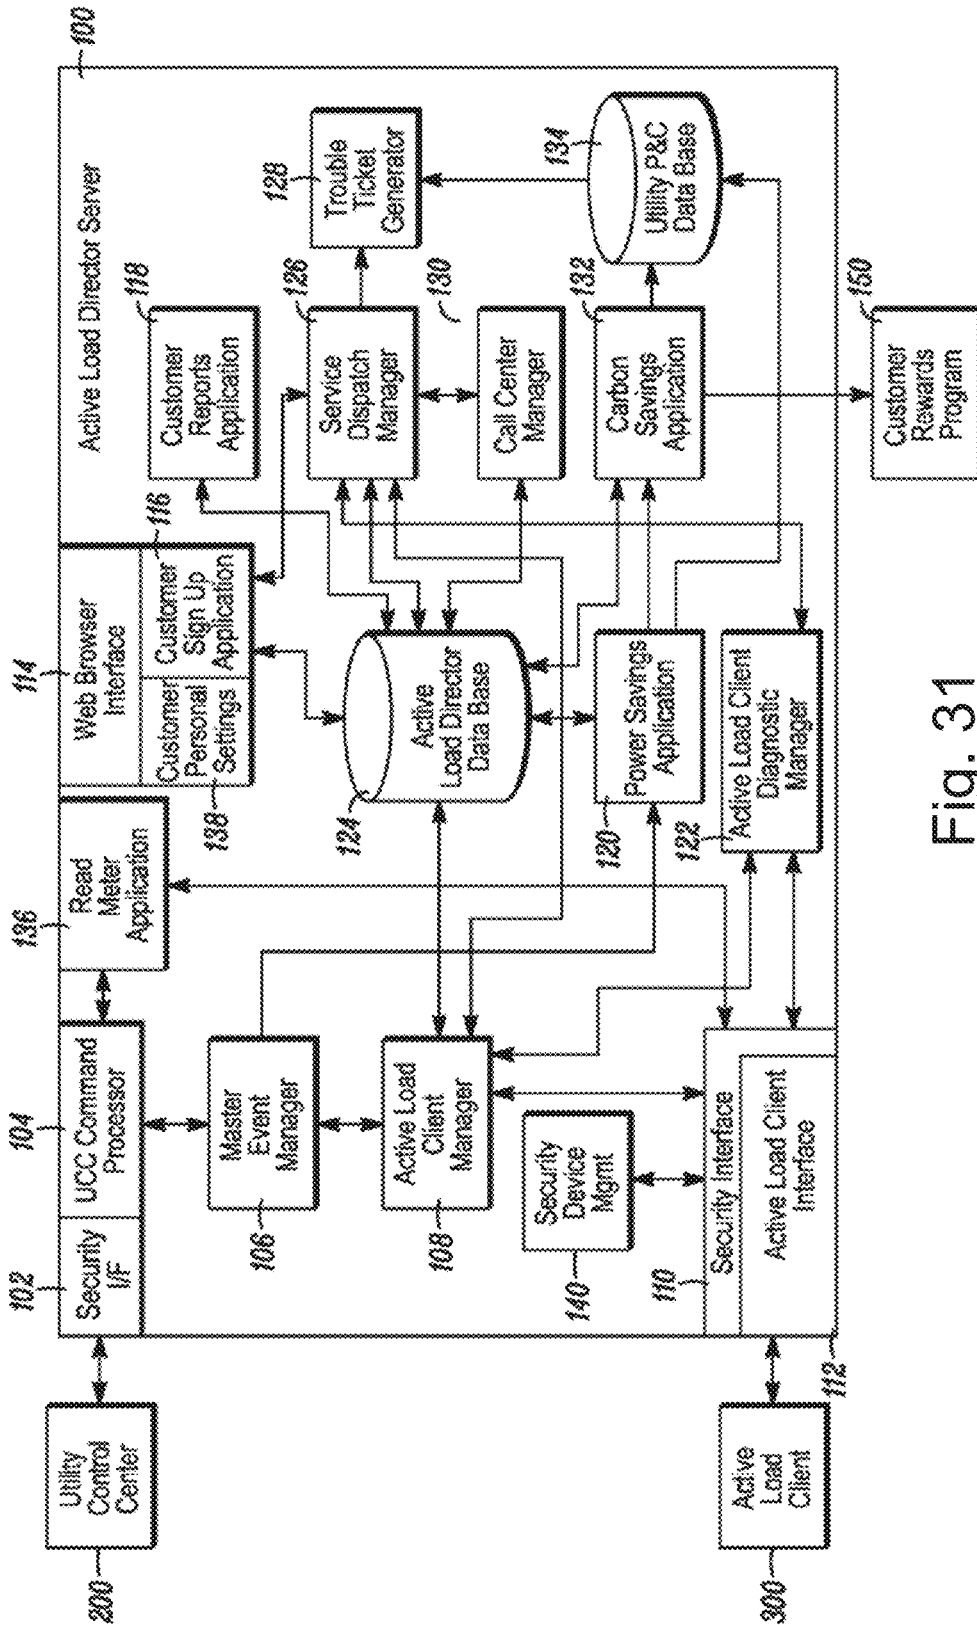 Active Load Director Server
100
Utility
Control
Center
200
102
Security
I/F
104
UCC Command
Processor
136
Read
Meter
Application
114
Web Browser
Interface
Customer
Personal
Settings
138
116
Customer
Sign Up
Application
118
Customer
Reports
Application
Master
Event
Manager
106
Active Load
Client
Manager
108
124
Active
Load Director
Data Base
126
Service
Dispatch
Manager
128
Trouble
Ticket
Generator
130
Call Center
Manager
Security
Device
Mgmt
140
Power Savings
Application
120
132
Carbon
Savings
Application
134
Utility P&C
Data Base
110
Security Interface
Active Load Client
Interface
112
122
Active Load Client
Diagnostic
Manager
Active
Load
Client
300
150
Customer
Rewards
Program
Fig. 31